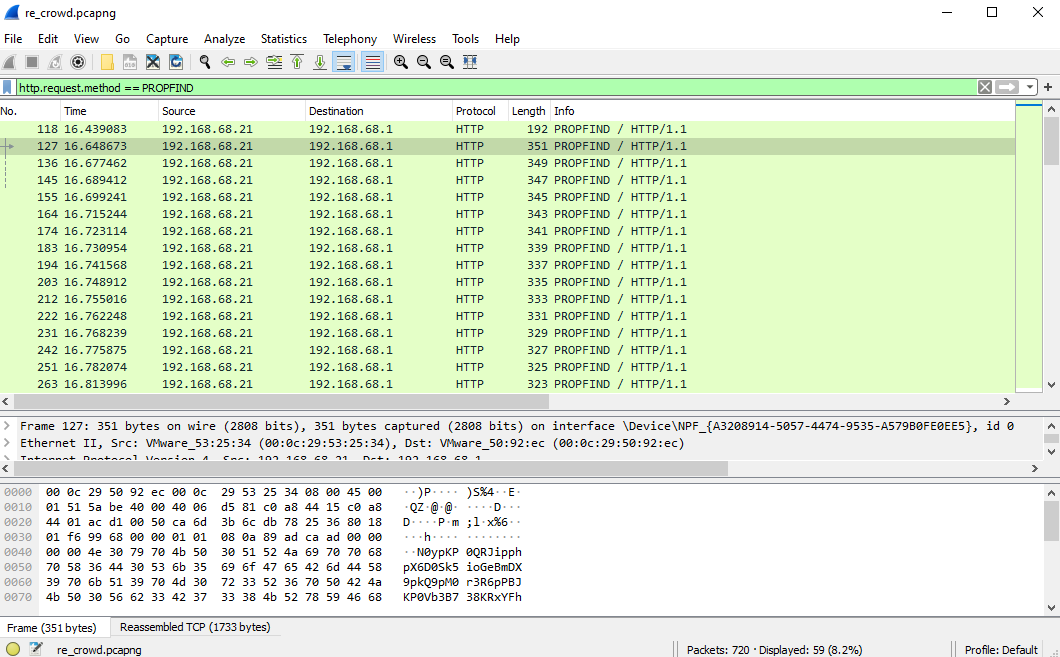 re_crowd.pcapng
File Edit View Go Capture Analyze Statistics Telephony Wireless Tools Help
http.request.method == PROPFIND
No. Time Source Destination Protocol Length Info
118 16.439083 192.168.68.21 192.168.68.1 HTTP 192 PROPFIND / HTTP/1.1
127 16.648673 192.168.68.21 192.168.68.1 HTTP 351 PROPFIND / HTTP/1.1
136 16.677462 192.168.68.21 192.168.68.1 HTTP 349 PROPFIND / HTTP/1.1
145 16.689412 192.168.68.21 192.168.68.1 HTTP 347 PROPFIND / HTTP/1.1
155 16.699241 192.168.68.21 192.168.68.1 HTTP 345 PROPFIND / HTTP/1.1
164 16.715244 192.168.68.21 192.168.68.1 HTTP 343 PROPFIND / HTTP/1.1
174 16.723114 192.168.68.21 192.168.68.1 HTTP 341 PROPFIND / HTTP/1.1
183 16.730954 192.168.68.21 192.168.68.1 HTTP 339 PROPFIND / HTTP/1.1
194 16.741568 192.168.68.21 192.168.68.1 HTTP 337 PROPFIND / HTTP/1.1
203 16.748912 192.168.68.21 192.168.68.1 HTTP 335 PROPFIND / HTTP/1.1
212 16.755016 192.168.68.21 192.168.68.1 HTTP 333 PROPFIND / HTTP/1.1
222 16.762248 192.168.68.21 192.168.68.1 HTTP 331 PROPFIND / HTTP/1.1
231 16.768239 192.168.68.21 192.168.68.1 HTTP 329 PROPFIND / HTTP/1.1
242 16.775875 192.168.68.21 192.168.68.1 HTTP 327 PROPFIND / HTTP/1.1
251 16.782074 192.168.68.21 192.168.68.1 HTTP 325 PROPFIND / HTTP/1.1
263 16.813996 192.168.68.21 192.168.68.1 HTTP 323 PROPFIND / HTTP/1.1
Frame 127: 351 bytes on wire (2808 bits), 351 bytes captured (2808 bits) on interface \Device\NPF_{A3208914-5057-4474-9535-A579B0FE0EE5}, id 0
Ethernet II, Src: VMware_53:25:34 (00:0c:29:53:25:34), Dst: VMware_50:92:ec (00:0c:29:50:92:ec)
Internet Protocol Version 4, Src: 192.168.68.21, Dst: 192.168.68.1
0000 00 0c 29 50 92 ec 00 0c 29 53 25 34 08 00 45 00 ··)P···· )S%4··E·
0010 01 51 5a be 40 00 40 06 d5 81 c0 a8 44 15 c0 a8 ·QZ·@·@· ····D···
0020 44 01 ac d1 00 50 ca 6d 3b 6c db 78 25 36 80 18 D····P·m ;l·x%6··
0030 01 f6 99 68 00 00 01 01 08 0a 89 ad ca ad 00 00 ···h···· ········
0040 00 00 4e 30 79 70 4b 50 30 51 52 4a 69 70 70 68 ··N0ypKP 0QRJipph
0050 70 58 36 44 30 53 6b 35 69 6f 47 65 42 6d 44 58 pX6D0Sk5 ioGeBmDX
0060 39 70 6b 51 39 70 4d 30 72 33 52 36 70 50 42 4a 9pkQ9pM0 r3R6pPBJ
0070 4b 50 30 56 62 33 42 37 33 38 4b 52 78 59 46 68 KP0Vb3B7 38KRxYFh
Frame (351 bytes) Reassembled TCP (1733 bytes)
re_crowd.pcapng Packets: 720 · Displayed: 59 (8.2%) Profile: Default